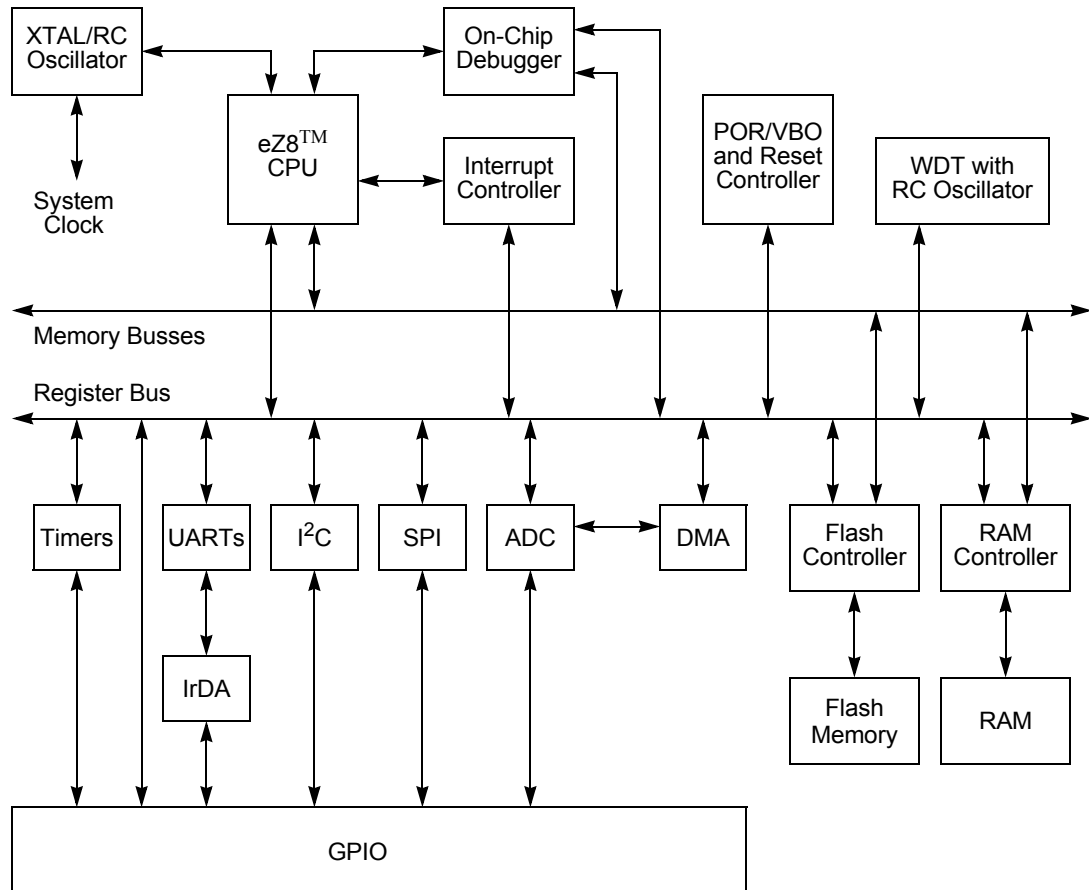 XTAL/RC
Oscillator
On-Chip
Debugger
eZ8™
CPU
Interrupt
Controller
POR/VBO
and Reset
Controller
WDT with
RC Oscillator
System
Clock
Memory Busses
Register Bus
Timers
UARTs
I²C
SPI
ADC
DMA
Flash
Controller
RAM
Controller
IrDA
Flash
Memory
RAM
GPIO